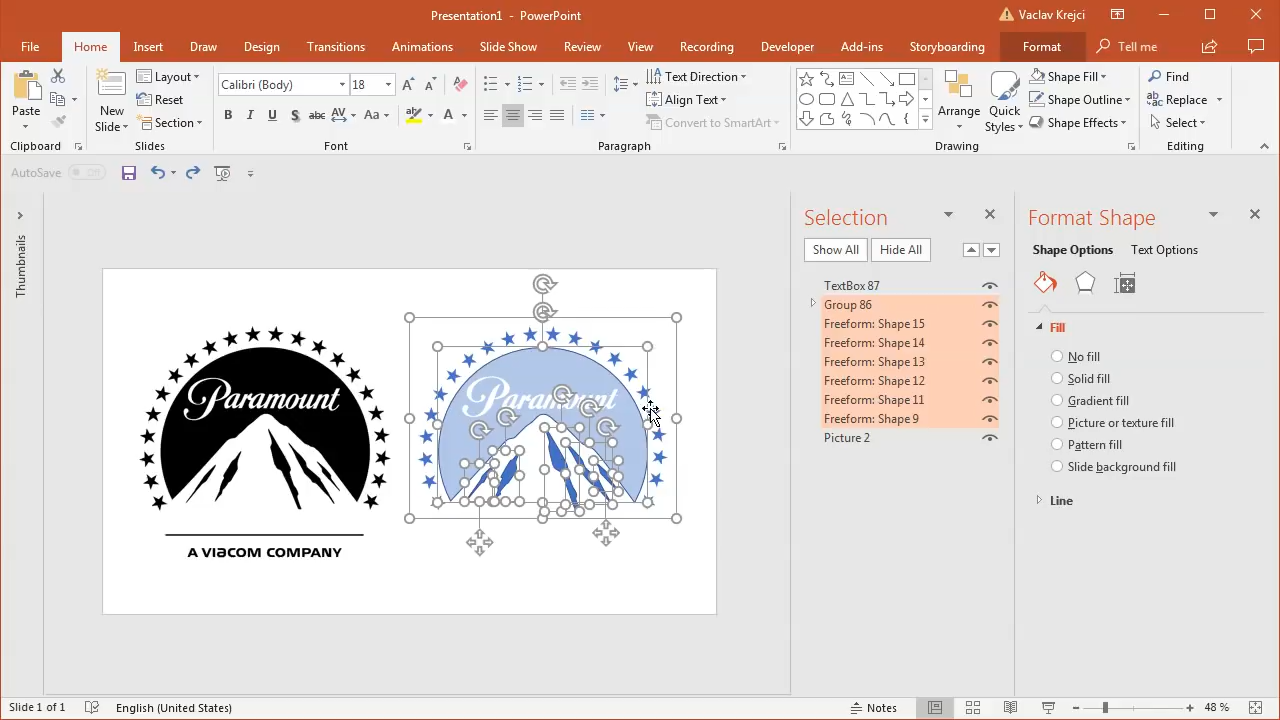 Presentation1 - PowerPoint
Vaclav Krejci
File Home Insert Draw Design Transitions Animations Slide Show Review View Recording Developer Add-ins Storyboarding Format Tell me
Paste
Clipboard
New Slide
Layout
Reset
Section
Slides
Calibri (Body) 18
B I U S abc AV Aa A
Font
Text Direction
Align Text
Convert to SmartArt
Paragraph
Arrange
Quick Styles
Shape Fill
Shape Outline
Shape Effects
Drawing
Find
Replace
Select
Editing
AutoSave Off
Thumbnails
Paramount
A VIACOM COMPANY
Paramount
Selection
Show All Hide All
TextBox 87
Group 86
Freeform: Shape 15
Freeform: Shape 14
Freeform: Shape 13
Freeform: Shape 12
Freeform: Shape 11
Freeform: Shape 9
Picture 2
Format Shape
Shape Options Text Options
Fill
No fill
Solid fill
Gradient fill
Picture or texture fill
Pattern fill
Slide background fill
Line
Slide 1 of 1 English (United States) Notes 48 %